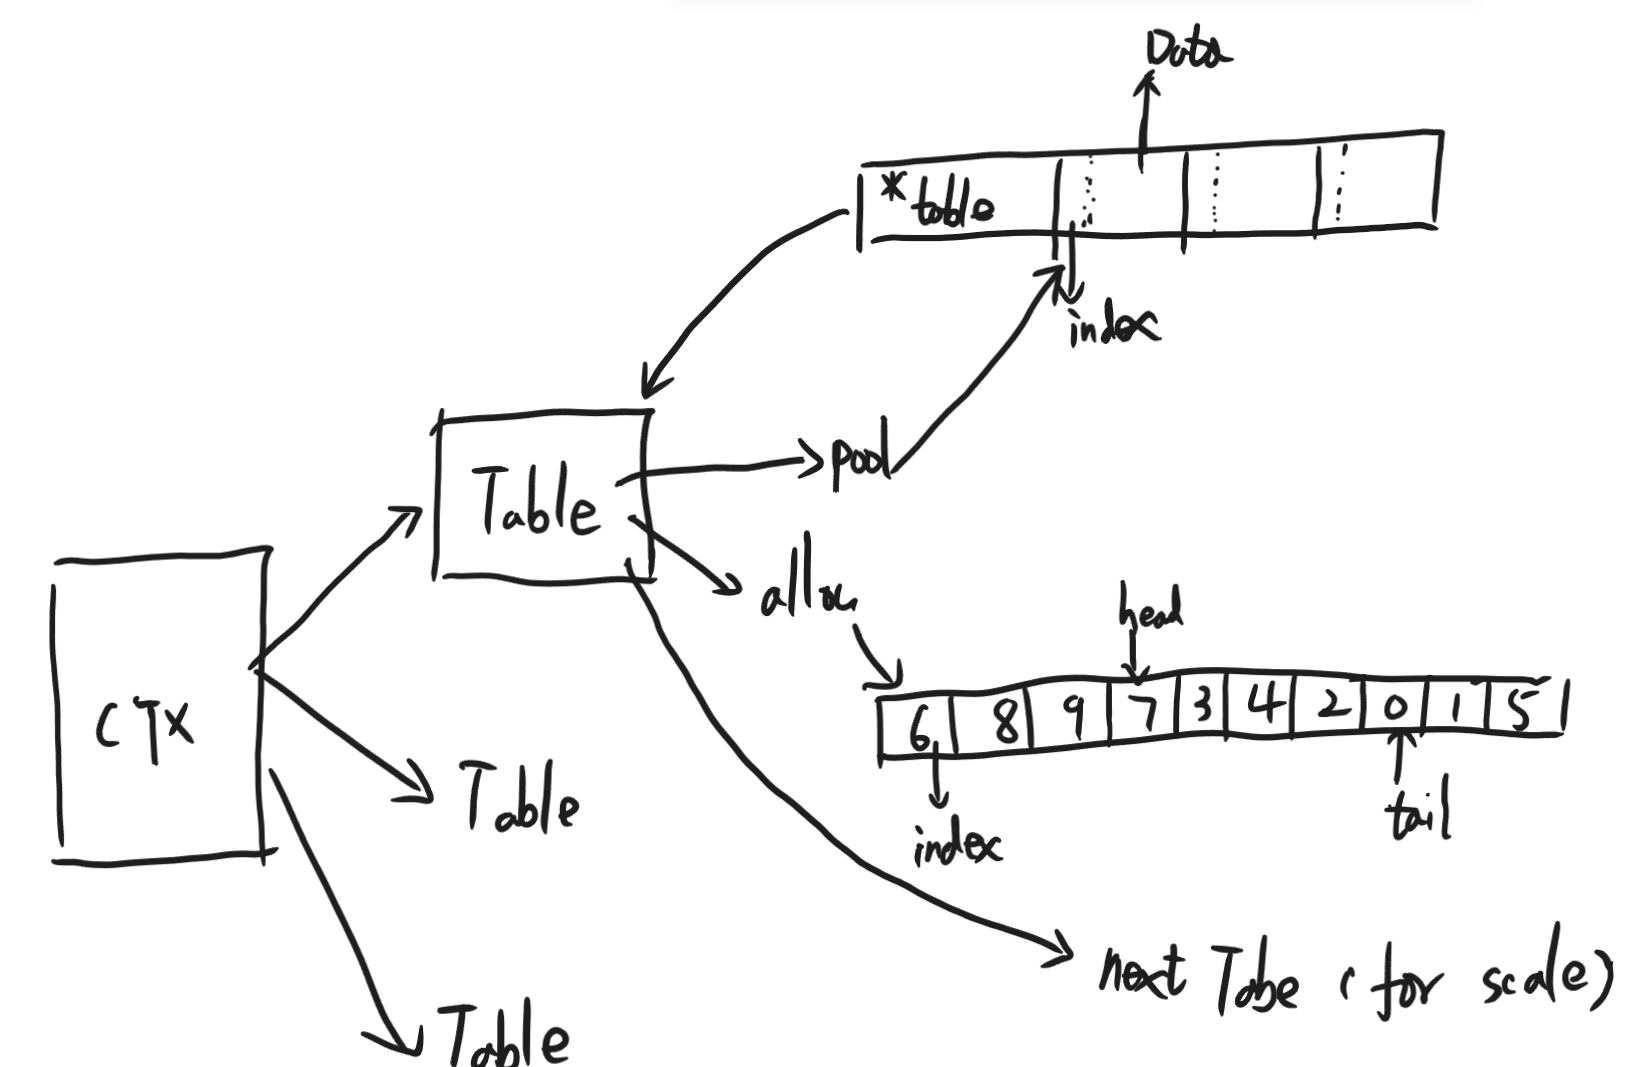 Data
*table
index
pool
Table
alloc
head
6 8 9 7 3 4 2 0 1 5
CTX
Table
index
tail
next Tabe (for scale)
Table